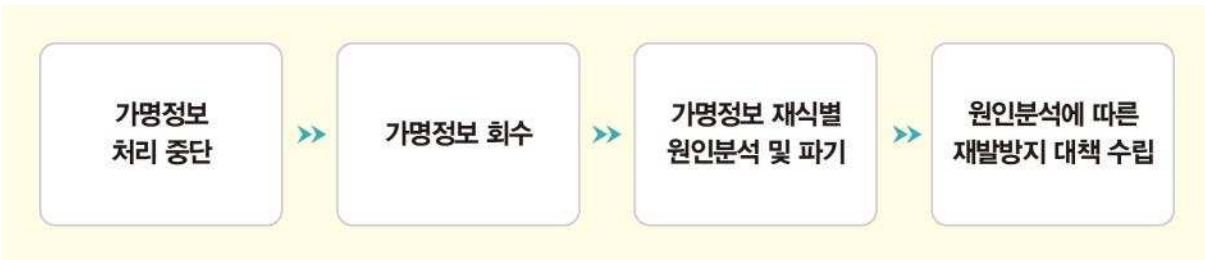 가명정보
처리 중단
가명정보 회수
가명정보 재식별
원인분석 및 파기
원인분석에 따른
재발방지 대책 수립